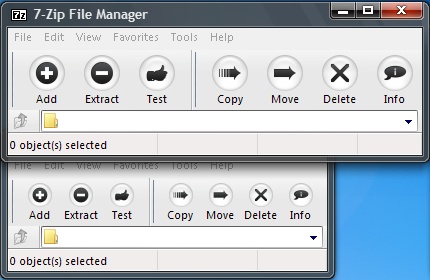 7-Zip File Manager
File Edit View Favorites Tools Help
Add Extract Test Copy Move Delete Info
0 object(s) selected
File Edit View Favorites Tools Help
Add Extract Test Copy Move Delete Info
0 object(s) selected